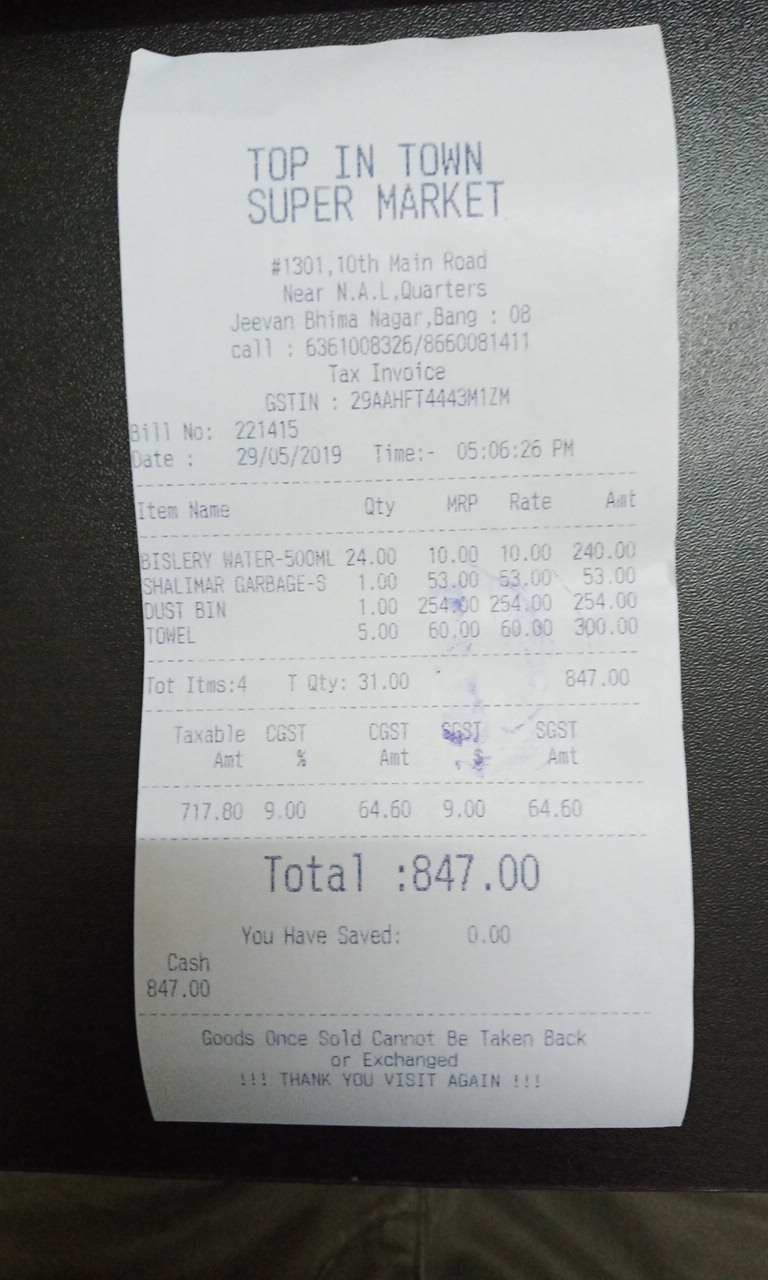 TOP IN TOWN
SUPER MARKET
#1301,10th Main Road
Near N.A.L,Quarters
Jeevan Bhima Nagar,Bang : 08
call : 6361008326/8660081411
Tax Invoice
GSTIN : 29AAHFT4443M1ZM
Bill No: 221415
Date : 29/05/2019 Time:- 05:06:26 PM
Item Name Qty MRP Rate Amt
BISLERY WATER-500ML 24.00 10.00 10.00 240.00
SHALIMAR GARBAGE-S 1.00 53.00 53.00 53.00
DUST BIN 1.00 254.00 254.00 254.00
TOWEL 5.00 60.00 60.00 300.00
Tot Itms:4 T Qty: 31.00 847.00
Taxable CGST CGST SGST SGST
Amt % Amt % Amt
717.80 9.00 64.60 9.00 64.60
Total :847.00
You Have Saved: 0.00
Cash
847.00
Goods Once Sold Cannot Be Taken Back
or Exchanged
!!! THANK YOU VISIT AGAIN !!!